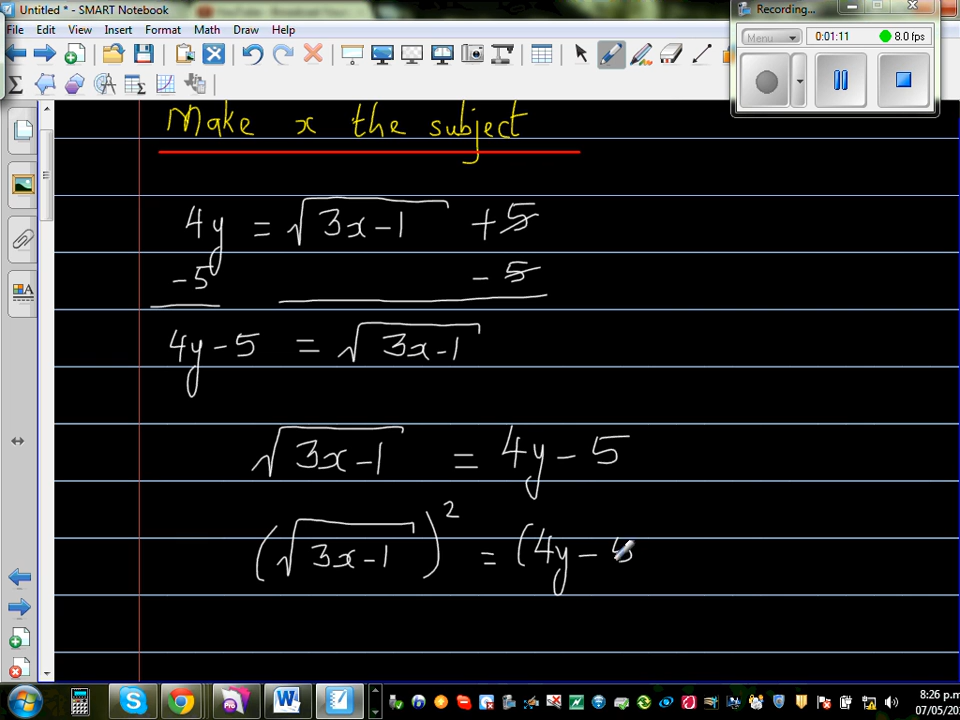 Untitled * - SMART Notebook
Recording...
File Edit View Insert Format Math Draw Help
Menu
0:01:11
8.0 fps
Make x the subject
4y = √3x-1 +5
-5 - 5
4y - 5 = √3x-1
√3x-1 = 4y - 5
(√3x-1)² = (4y - 5
8:26 p.m
07/05/20